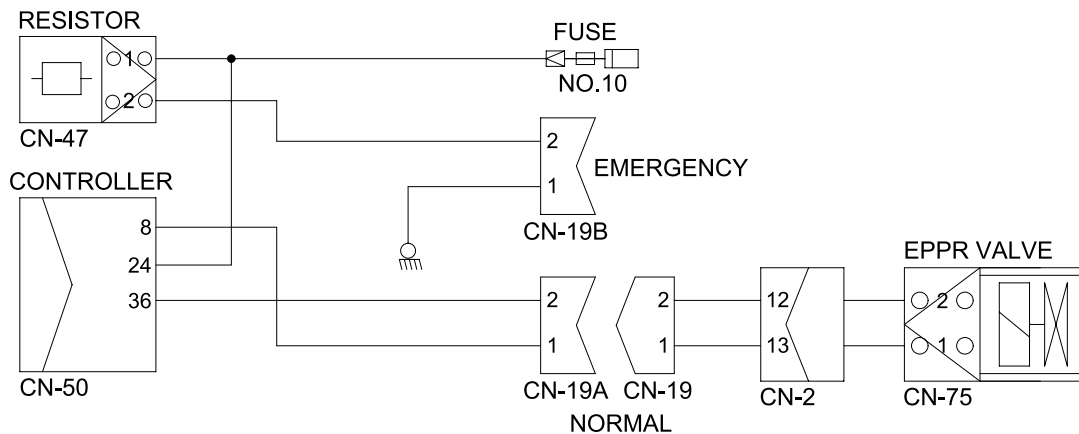 RESISTOR
FUSE
1
NO.10
2
CN-47
2
EMERGENCY
1
CN-19B
CONTROLLER
8
24
36
CN-50
EPPR VALVE
2
2
12
2
1
1
13
1
CN-19A
CN-19
CN-2
CN-75
NORMAL